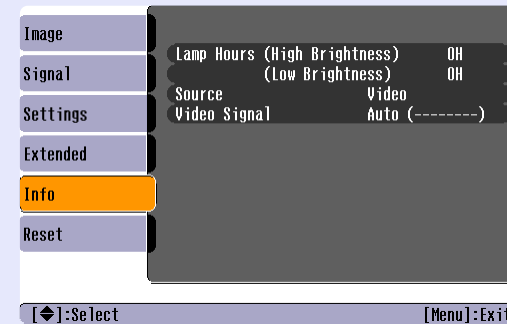 Image
Signal
Settings
Extended
Info
Reset
Lamp Hours (High Brightness) 0H
(Low Brightness) 0H
Source Video
Video Signal Auto (--------)
[◆]:Select [Menu]:Exit